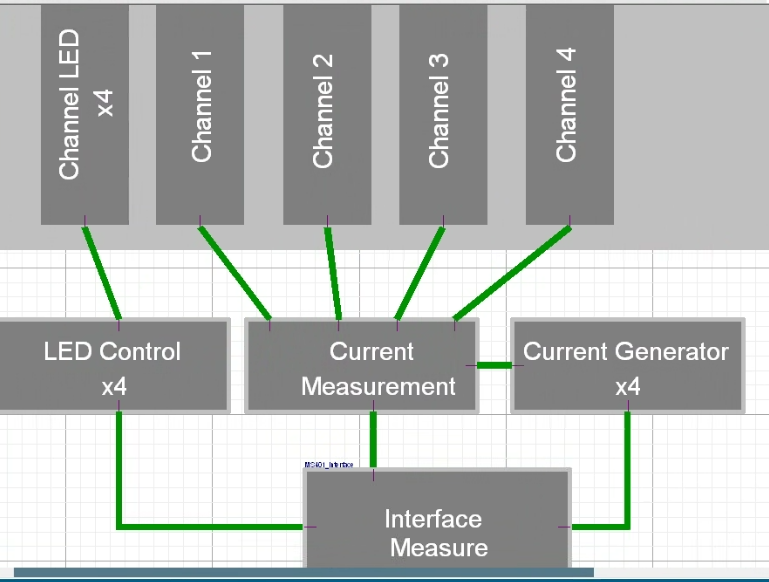 Channel LED
x4
Channel 1
Channel 2
Channel 3
Channel 4
LED Control
x4
Current
Measurement
Current Generator
x4
Interface
Measure